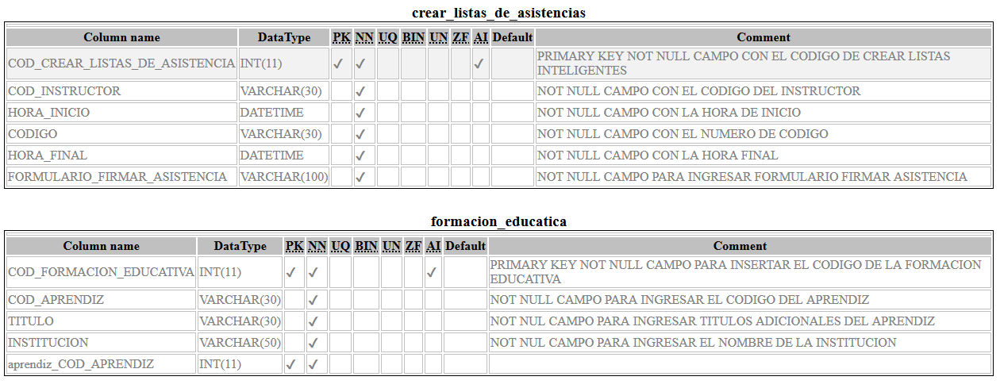 crear_listas_de_asistencias
Column name DataType PK NN UQ BIN UN ZF AI Default Comment
COD_CREAR_LISTAS_DE_ASISTENCIA INT(11) ✓ ✓ ✓ PRIMARY KEY NOT NULL CAMPO CON EL CODIGO DE CREAR LISTAS
INTELIGENTES
COD_INSTRUCTOR VARCHAR(30) ✓ NOT NULL CAMPO CON EL CODIGO DEL INSTRUCTOR
HORA_INICIO DATETIME ✓ NOT NULL CAMPO CON LA HORA DE INICIO
CODIGO VARCHAR(30) ✓ NOT NULL CAMPO CON EL NUMERO DE CODIGO
HORA_FINAL DATETIME ✓ NOT NULL CAMPO CON LA HORA FINAL
FORMULARIO_FIRMAR_ASISTENCIA VARCHAR(100) ✓ NOT NULL CAMPO PARA INGRESAR FORMULARIO FIRMAR ASISTENCIA
formacion_educatica
Column name DataType PK NN UQ BIN UN ZF AI Default Comment
COD_FORMACION_EDUCATIVA INT(11) ✓ ✓ ✓ PRIMARY KEY NOT NULL CAMPO PARA INSERTAR EL CODIGO DE LA FORMACION
EDUCATIVA
COD_APRENDIZ VARCHAR(30) ✓ NOT NULL CAMPO PARA INGRESAR EL CODIGO DEL APRENDIZ
TITULO VARCHAR(30) ✓ NOT NUL CAMPO PARA INGRESAR TITULOS ADICIONALES DEL APRENDIZ
INSTITUCION VARCHAR(50) ✓ NOT NUL CAMPO PARA INGRESAR EL NOMBRE DE LA INSTITUCION
aprendiz_COD_APRENDIZ INT(11) ✓ ✓